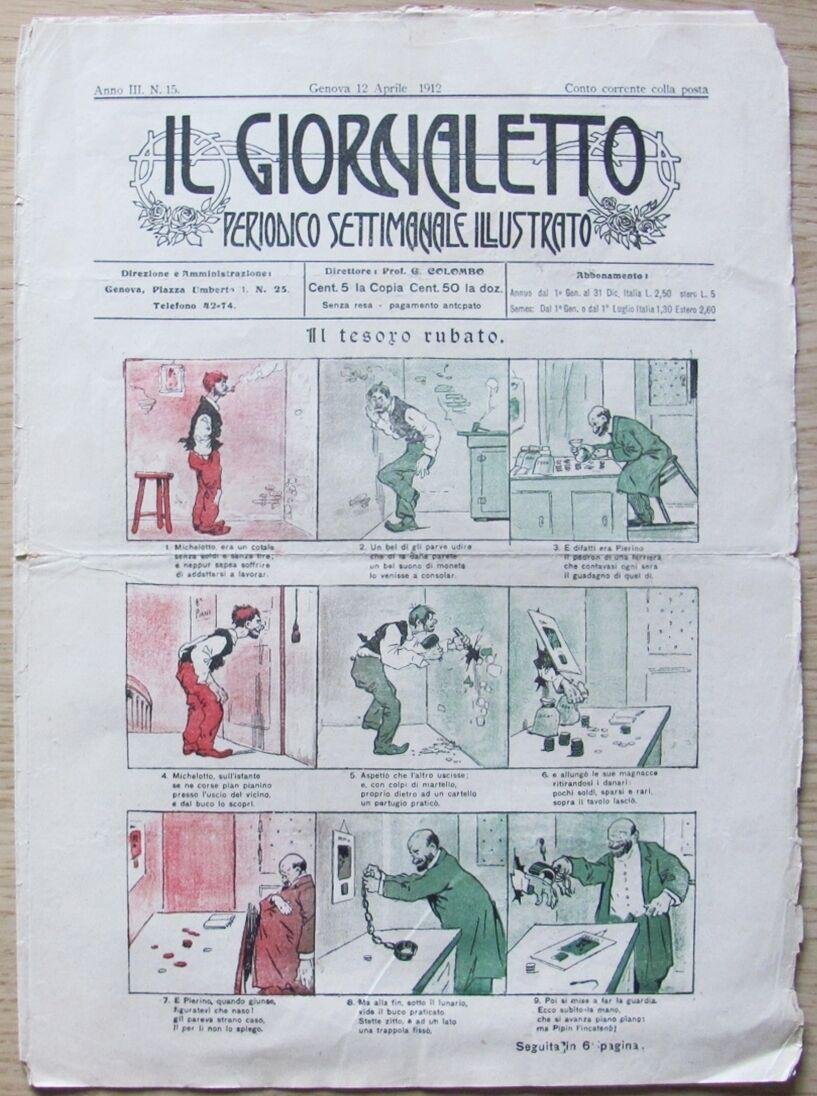 Anno III. N. 15.
Genova 12 Aprile 1912
Conto corrente colla posta
IL GIORNALETTO
PERIODICO SETTIMANALE ILLUSTRATO
Direzione e Amministrazione:
Genova, Piazza Umberto I. N. 25.
Telefono 42-74.
Direttore: Prof. G. COLOMBO
Cent. 5 la Copia Cent. 50 la doz.
Senza resa - pagamento antcpato
Abbonamento:
Annuo dal 1º Gen. al 31 Dic. Italia L. 2,50 stero L. 5
Semes: Dal 1º Gen. o dal 1º Luglio Italia 1,30 Estero 2,60
Il tesoro rubato.
1. Michelotto, era un cotale
senza soldi e senza lire;
e neppur sapea soffrire
di addattarsi a lavorar.
2. Un bel dì gli parve udire
che di là dalla parete
un bel suono di monete
lo venisse a consolar.
3. E difatti era Pierino
il padron di una ferriera
che contavasi ogni sera
il guadagno di quel dì.
4. Michelotto, sull'istante
se ne corse pian pianino
presso l'uscio del vicino,
e dal buco lo scoprì.
5. Aspettò che l'altro uscisse;
e, con colpi di martello,
proprio dietro ad un cartello
un pertugio praticò.
6. e allungò le sue magnacce
ritirandosi i danari:
pochi soldi, sparsi e rari,
sopra il tavolo lasciò.
7. E Pierino, quando giunse,
figuratevi che naso!
gli pareva strano caso,
lì per lì non lo spiegò.
8. Ma alla fin, sotto il lunario,
vide il buco praticato.
Stette zitto, e ad un lato
una trappola fissò.
9. Poi si mise a far la guardia.
Ecco subito la mano,
che si avanza piano piano:
ma Pipin l'incatenò!
Seguita in 6ª pagina.